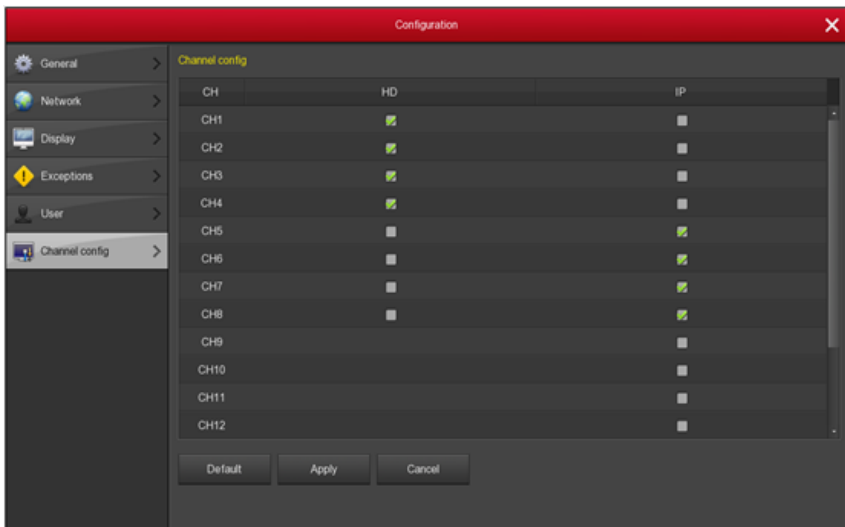 Configuration
General
Channel config
CH HD IP
Network
CH1
Display
CH2
CH3
Exceptions
CH4
User
CH5
Channel config
CH6
CH7
CH8
CH9
CH10
CH11
CH12
Default Apply Cancel